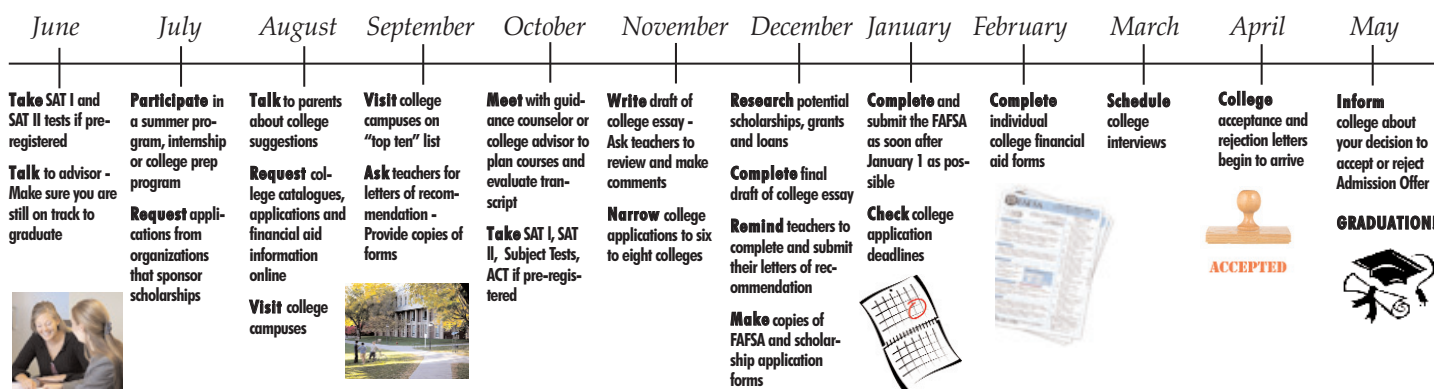 June
July
August
September
October
November
December
January
February
March
April
May
Take SAT I and
SAT II tests if pre-
registered
Talk to advisor -
Make sure you are
still on track to
graduate
Participate in
a summer pro-
gram, internship
or college prep
program
Request appli-
cations from
organizations
that sponsor
scholarships
Talk to parents
about college
suggestions
Request col-
lege catalogues,
applications and
financial aid
information
online
Visit college
campuses
Visit college
campuses on
“top ten” list
Ask teachers for
letters of recom-
mendation -
Provide copies of
forms
Meet with guid-
ance counselor or
college advisor to
plan courses and
evaluate tran-
script
Take SAT I, SAT
II, Subject Tests,
ACT if pre-regis-
tered
Write draft of
college essay -
Ask teachers to
review and make
comments
Narrow college
applications to six
to eight colleges
Research potential
scholarships, grants
and loans
Complete final
draft of college essay
Remind teachers to
complete and submit
their letters of rec-
ommendation
Make copies of
FAFSA and scholar-
ship application
forms
Complete and
submit the FAFSA
as soon after
January 1 as pos-
sible
Check college
application
deadlines
Complete
individual
college financial
aid forms
FAFSA
Schedule
college
interviews
College
acceptance and
rejection letters
begin to arrive
ACCEPTED
Inform
college about
your decision to
accept or reject
Admission Offer
GRADUATION!